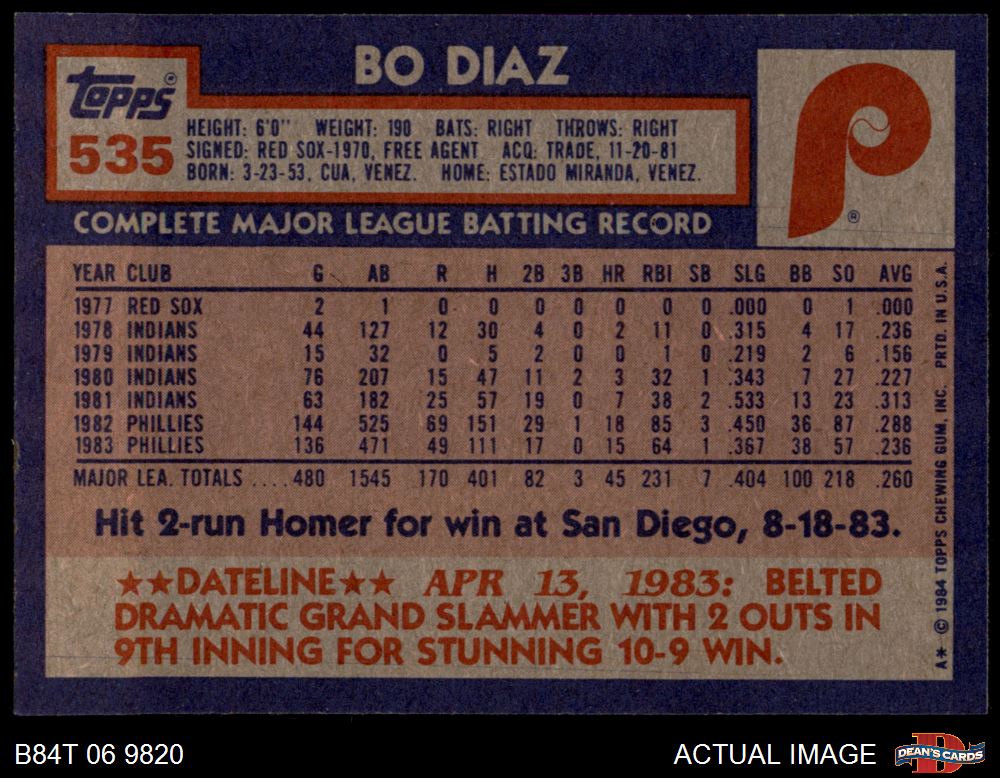 BO DIAZ
Topps®
535
HEIGHT: 6'0" WEIGHT: 190 BATS: RIGHT THROWS: RIGHT
SIGNED: RED SOX-1970, FREE AGENT ACQ: TRADE, 11-20-81
BORN: 3-23-53, CUA, VENEZ. HOME: ESTADO MIRANDA, VENEZ.
P
®
COMPLETE MAJOR LEAGUE BATTING RECORD
YEAR CLUB G AB R H 2B 3B HR RBI SB SLG BB SO AVG
1977 RED SOX 2 1 0 0 0 0 0 0 0 .000 0 1 .000
1978 INDIANS 44 127 12 30 4 0 2 11 0 .315 4 17 .236
1979 INDIANS 15 32 0 5 2 0 0 1 0 .219 2 6 .156
1980 INDIANS 76 207 15 47 11 2 3 32 1 .343 7 27 .227
1981 INDIANS 63 182 25 57 19 0 7 38 2 .533 13 23 .313
1982 PHILLIES 144 525 69 151 29 1 18 85 3 .450 36 87 .288
1983 PHILLIES 136 471 49 111 17 0 15 64 1 .367 38 57 .236
MAJOR LEA. TOTALS ....480 1545 170 401 82 3 45 231 7 .404 100 218 .260
Hit 2-run Homer for win at San Diego, 8-18-83.
★★DATELINE★★ APR 13, 1983: BELTED
DRAMATIC GRAND SLAMMER WITH 2 OUTS IN
9TH INNING FOR STUNNING 10-9 WIN.
A* © 1984 TOPPS CHEWING GUM, INC. PRTD. IN U.S.A.
B84T 06 9820
ACTUAL IMAGE
DEAN'S CARDS